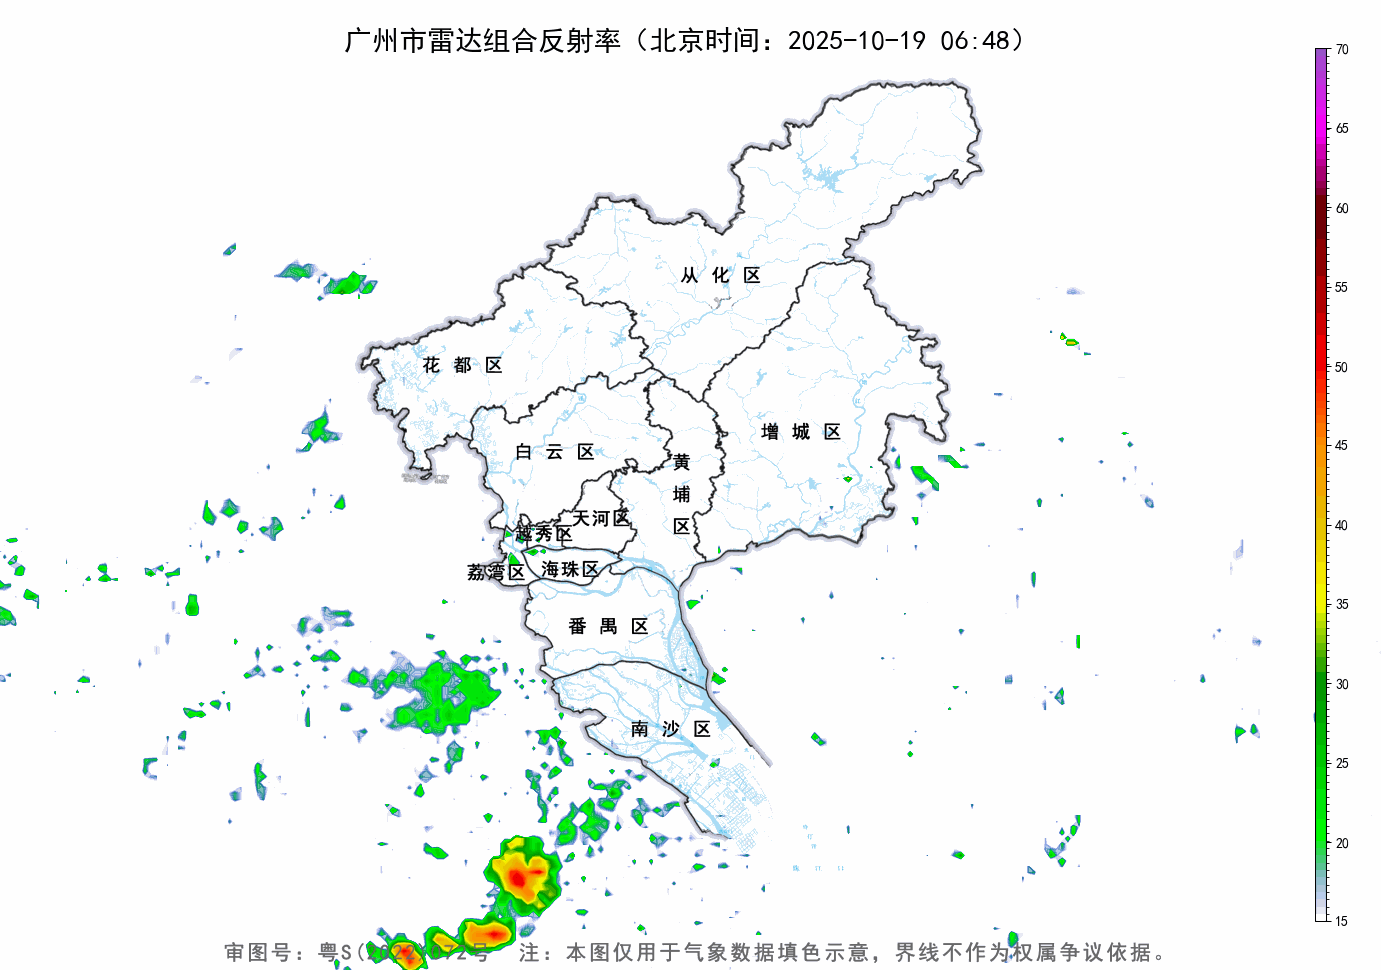 广州市雷达组合反射率（北京时间：2025-10-19 06:48）
70
65
60
55
50
45
40
35
30
25
20
15
从化区
花都区
增城区
白云区
黄埔区
天河区
越秀区
荔湾区
海珠区
番禺区
南沙区
审图号：粤S(2022)072号 注：本图仅用于气象数据填色示意，界线不作为权属争议依据。